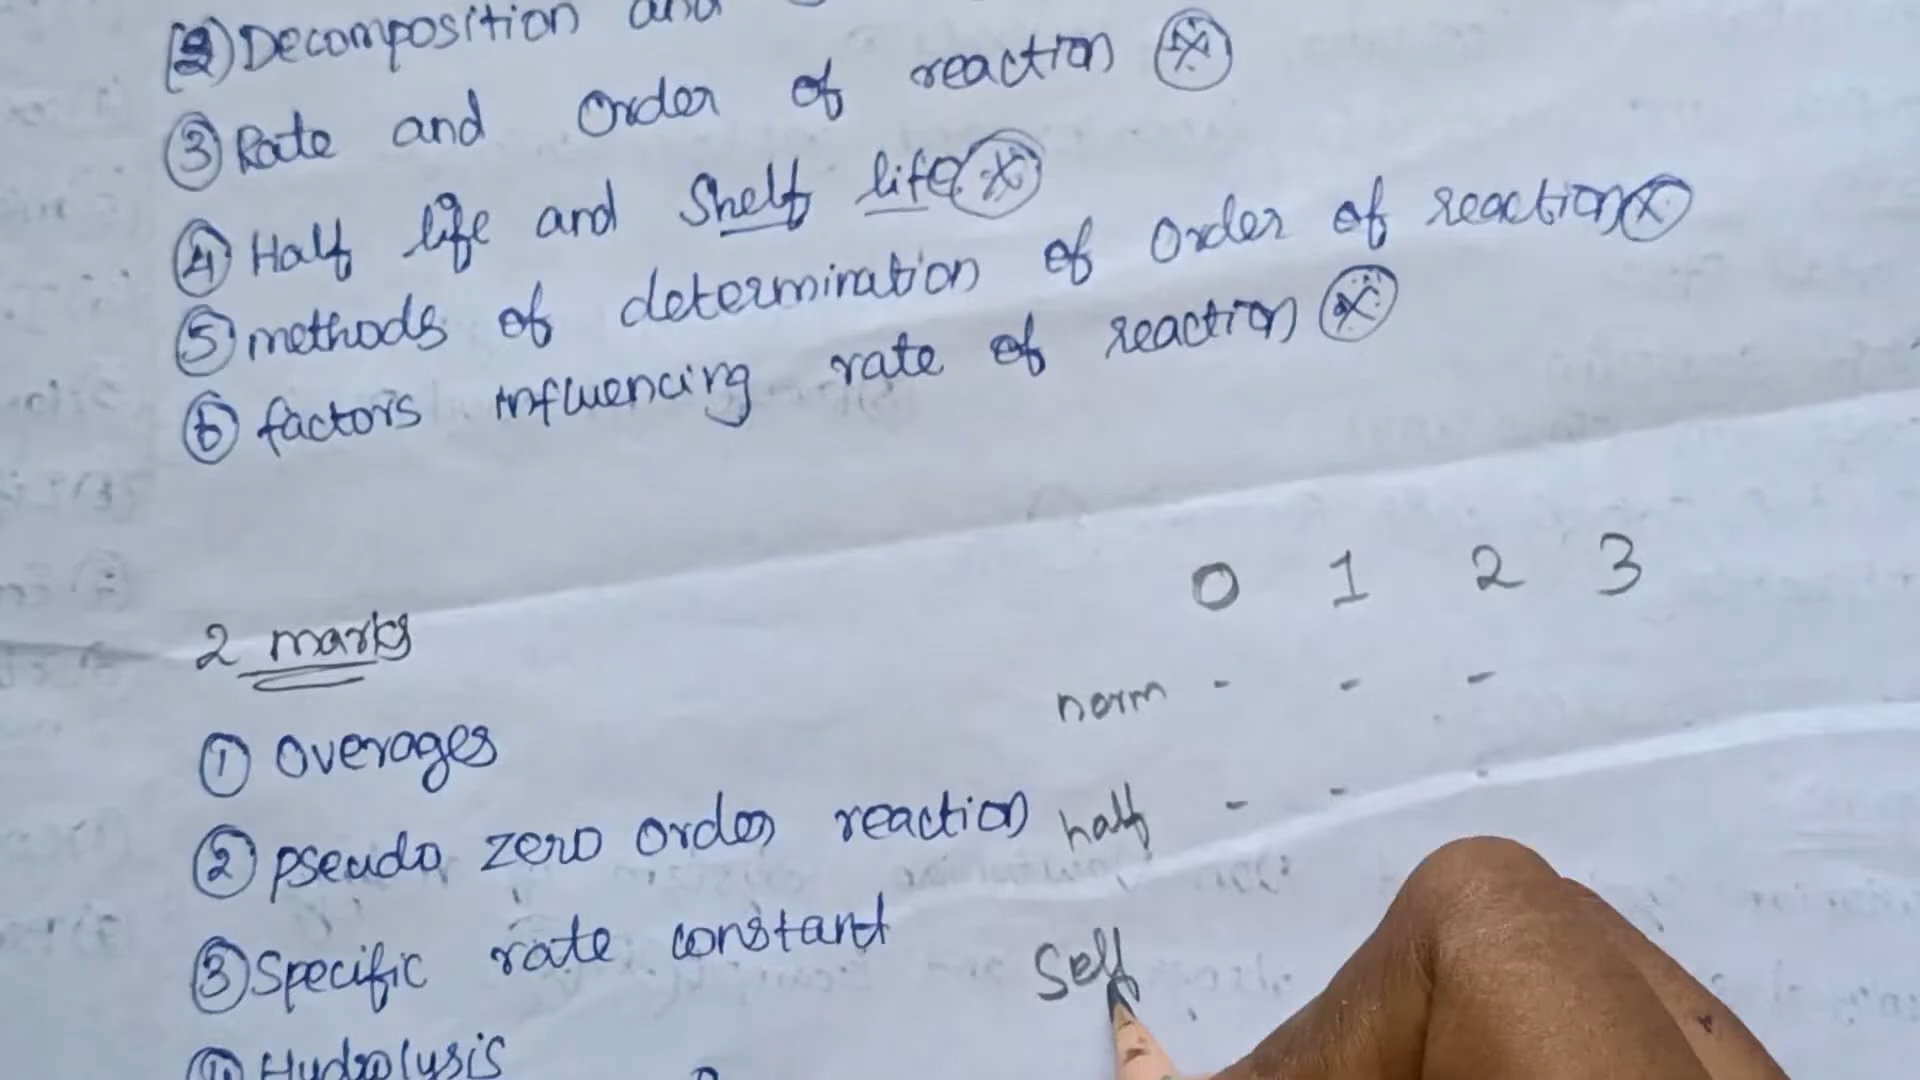 (2) Decomposition and
③ Rate and Order of reaction
④ Half life and Shelf life
⑤ methods of determination of Order of reaction
⑥ factors influencing rate of reaction
0 1 2 3
2 marks
norm - - -
① Overages
half - -
② pseudo zero order reaction
③ Specific rate constant
Self
④ Hydrolysis